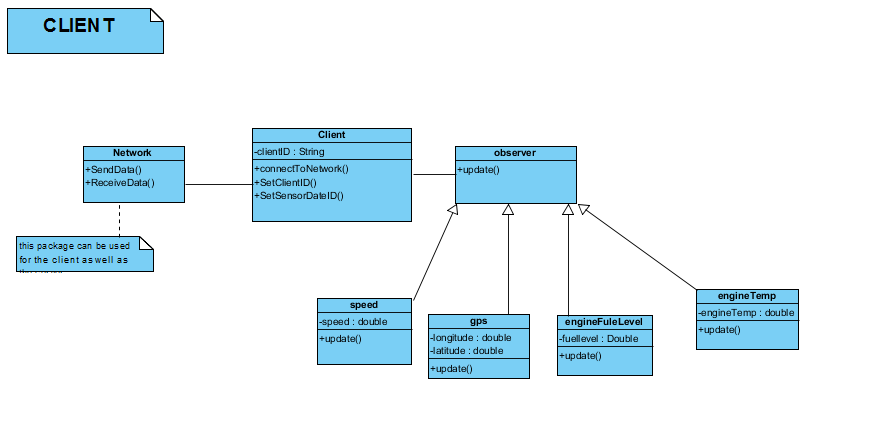 CLIENT
Network
+SendData()
+ReceiveData()
Client
-clientID : String
+connectToNetwork()
+SetClientID()
+SetSensorDateID()
observer
+update()
this package can be used
for the client as well as
speed
-speed : double
+update()
gps
-longitude : double
-latitude : double
+update()
engineFuleLevel
-fuellevel : Double
+update()
engineTemp
-engineTemp : double
+update()